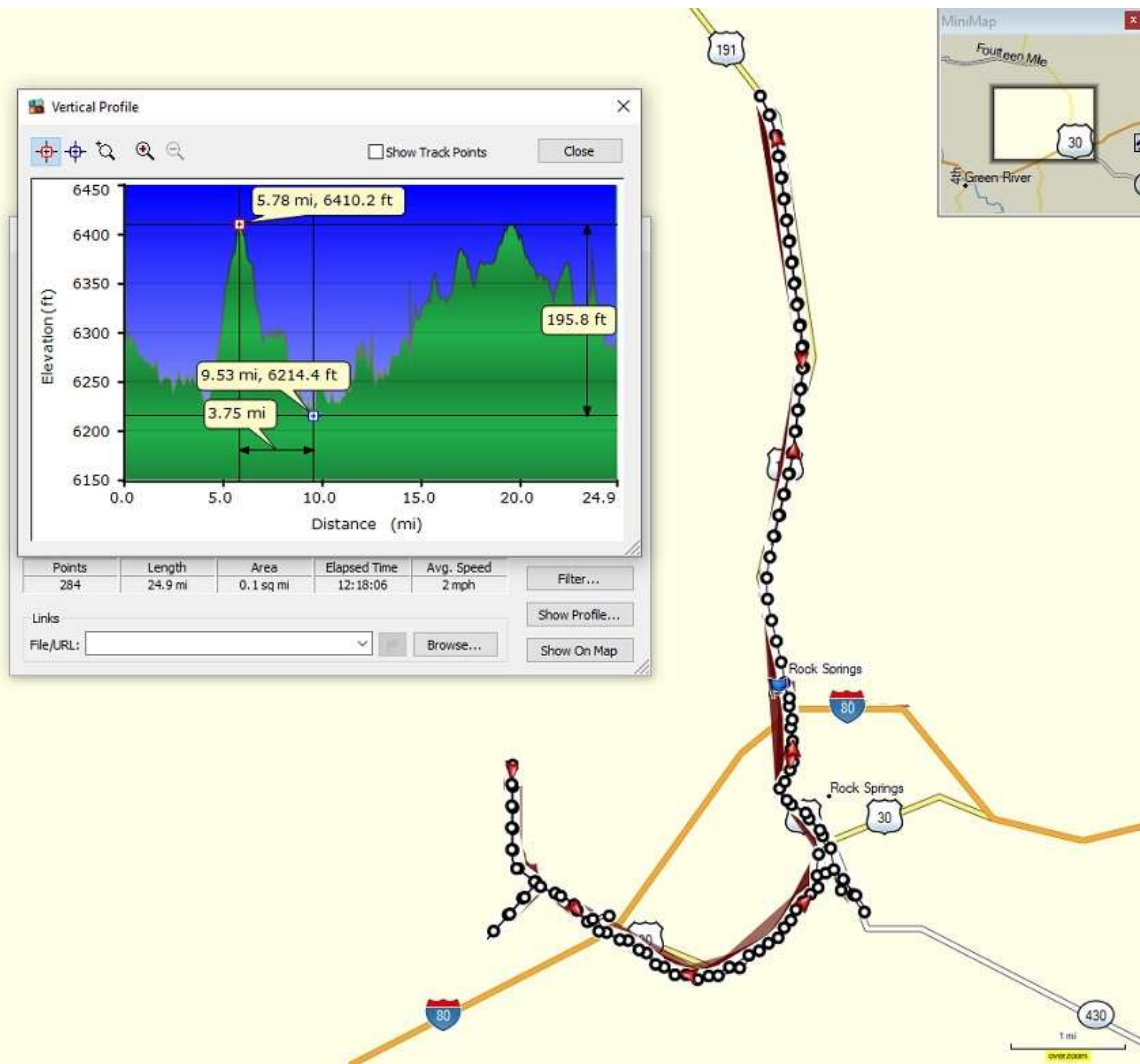 191
MiniMap
x
Fourteen Mile
30
Green River
Vertical Profile
Show Track Points
Close
Elevation (ft)
6450
6400
6350
6300
6250
6200
6150
5.78 mi, 6410.2 ft
195.8 ft
9.53 mi, 6214.4 ft
3.75 mi
0.0 5.0 10.0 15.0 20.0 24.9
Distance (mi)
Points Length Area Elapsed Time Avg. Speed
284 24.9 mi 0.1 sq mi 12:18:06 2 mph
Filter...
Links
Show Profile...
File/URL:
Browse...
Show On Map
Rock Springs
80
Rock Springs
30
80
430
1 mi
overzoom